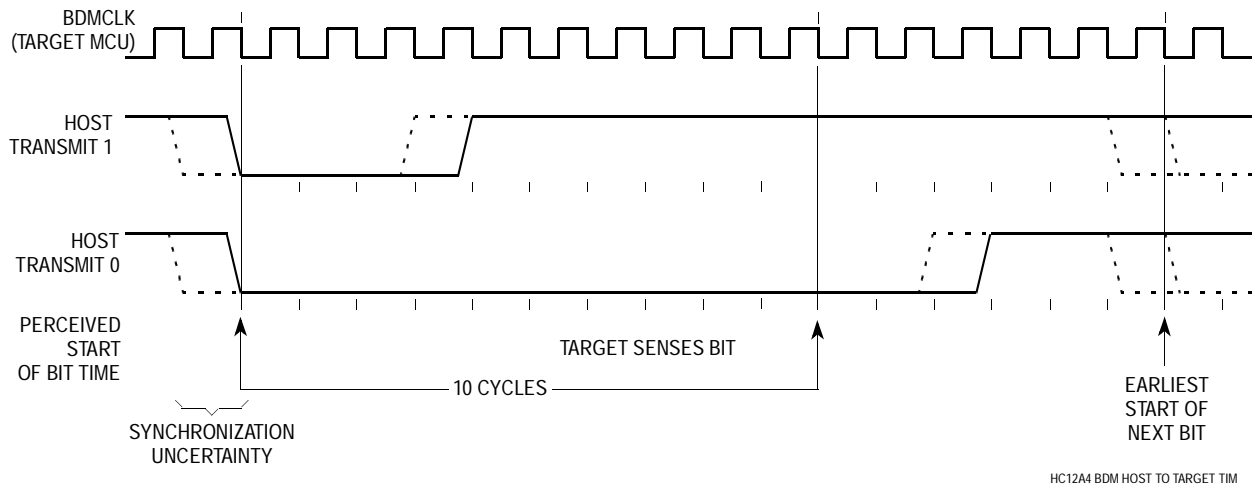 BDMCLK
(TARGET MCU)
HOST
TRANSMIT 1
HOST
TRANSMIT 0
PERCEIVED
START
OF BIT TIME
TARGET SENSES BIT
10 CYCLES
EARLIEST
START OF
NEXT BIT
SYNCHRONIZATION
UNCERTAINTY
HC12A4 BDM HOST TO TARGET TIM